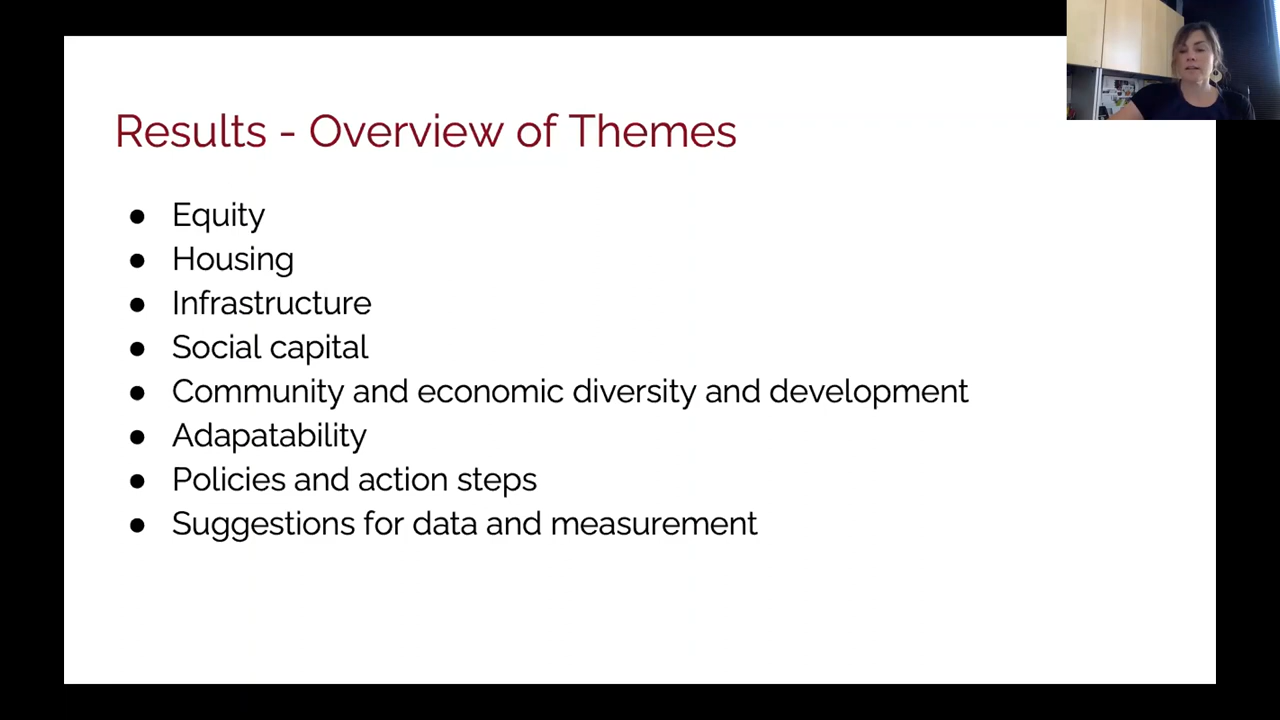 Results - Overview of Themes
● Equity
● Housing
● Infrastructure
● Social capital
● Community and economic diversity and development
● Adapatability
● Policies and action steps
● Suggestions for data and measurement